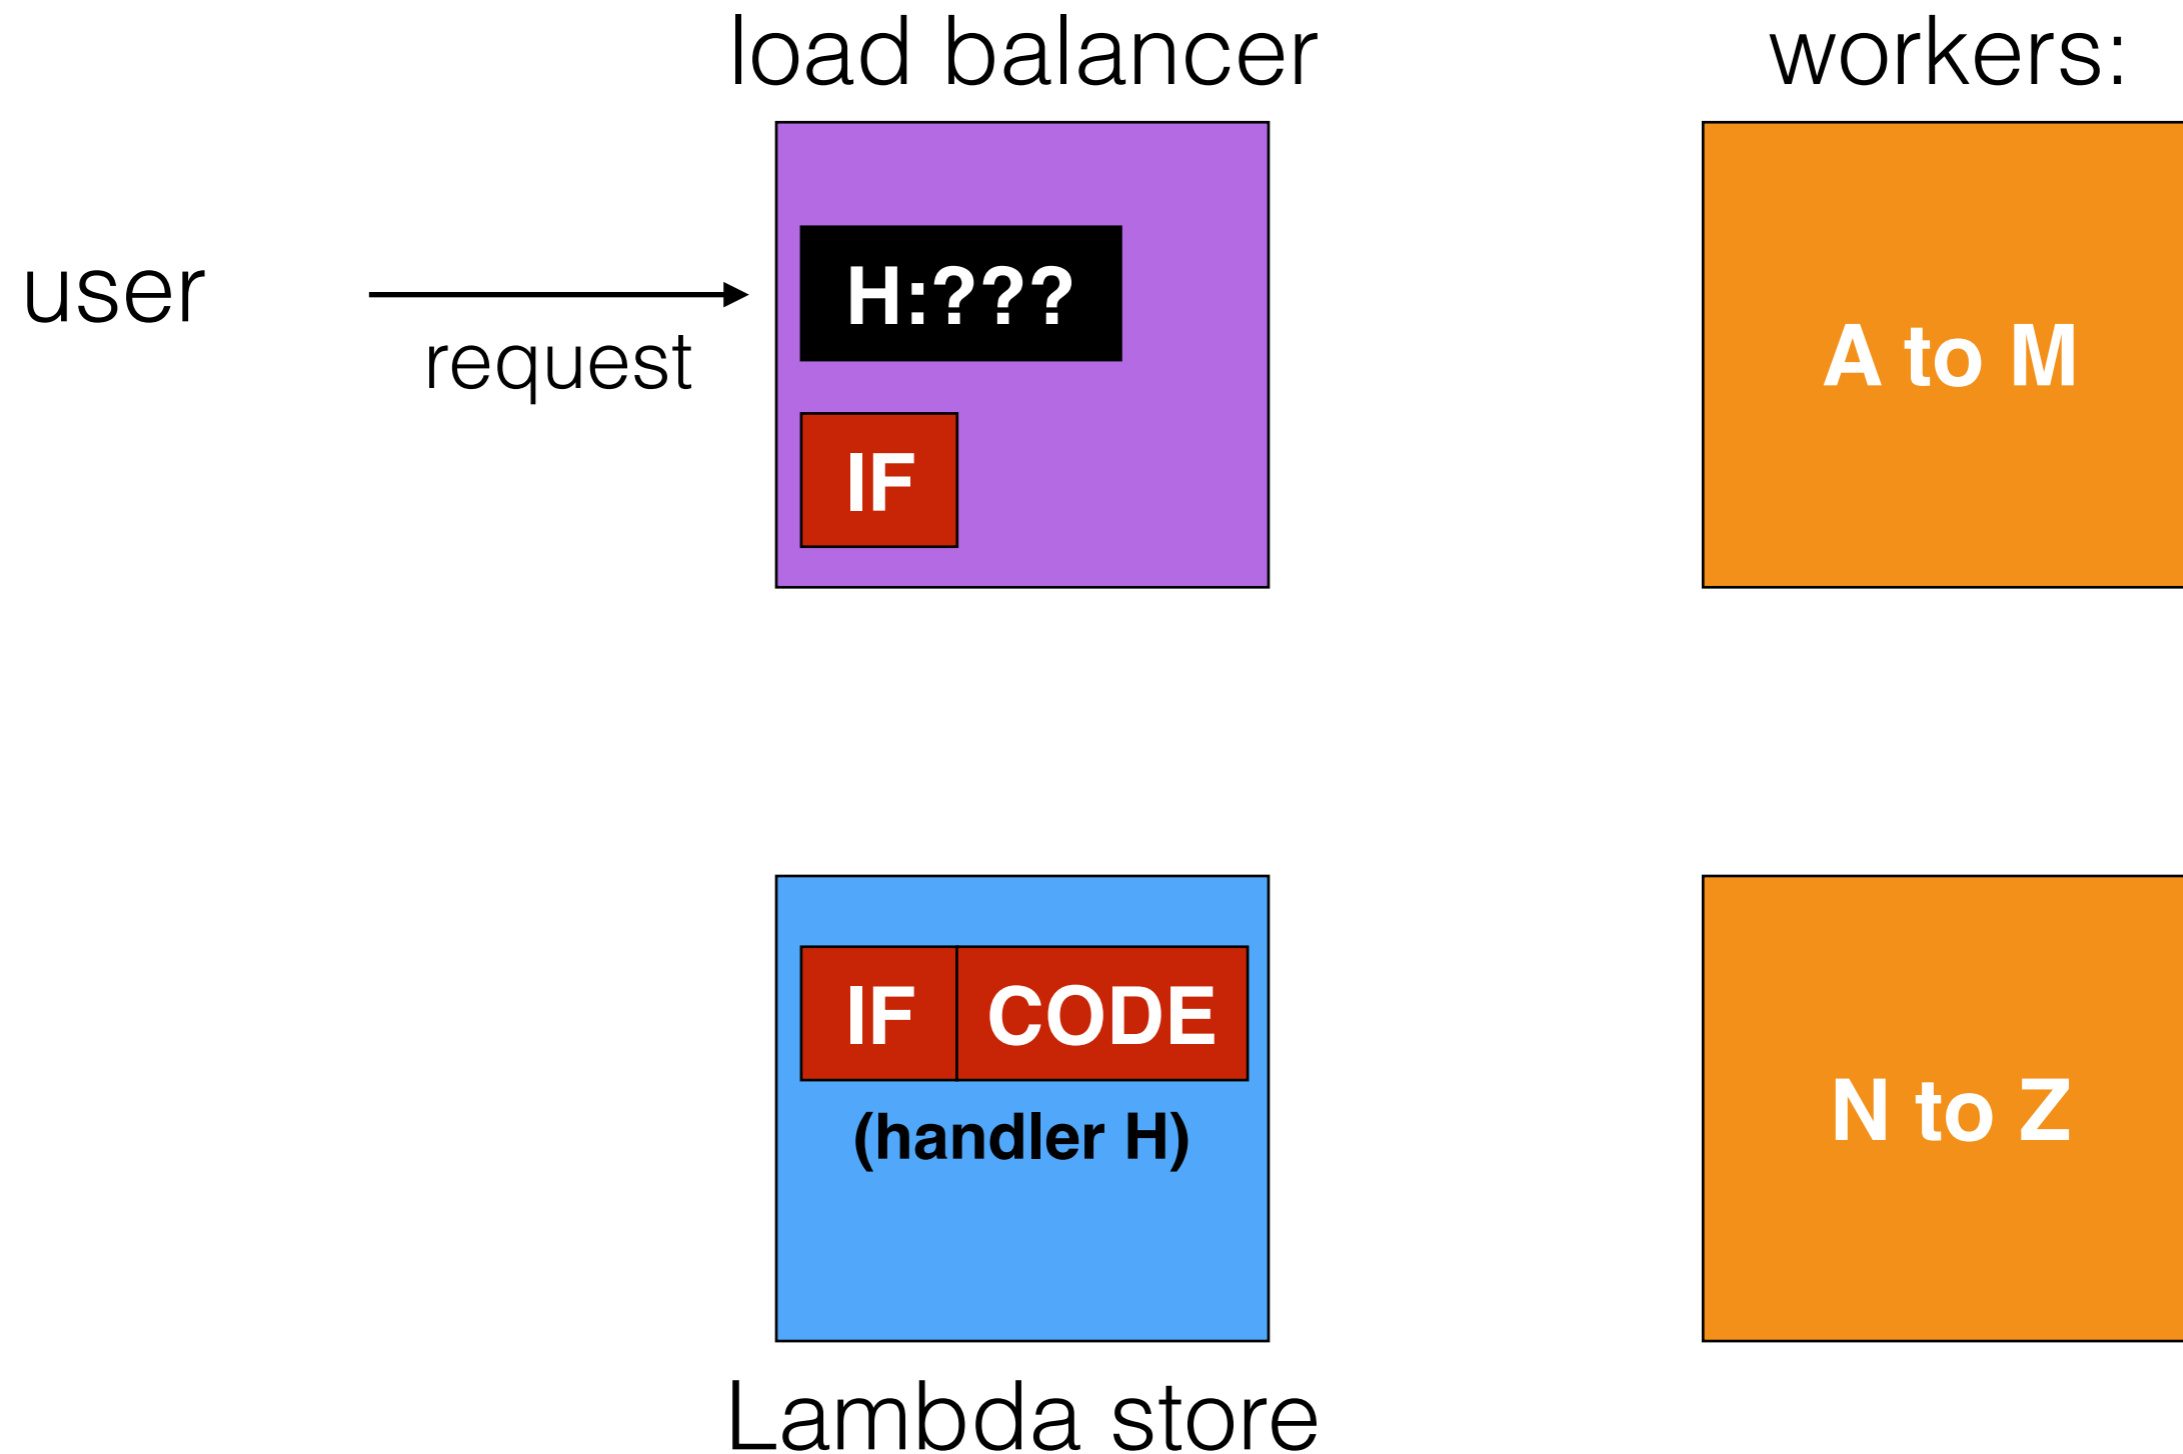 load balancer
workers:
user
request
H:???
IF
A to M
IF CODE
(handler H)
N to Z
Lambda store